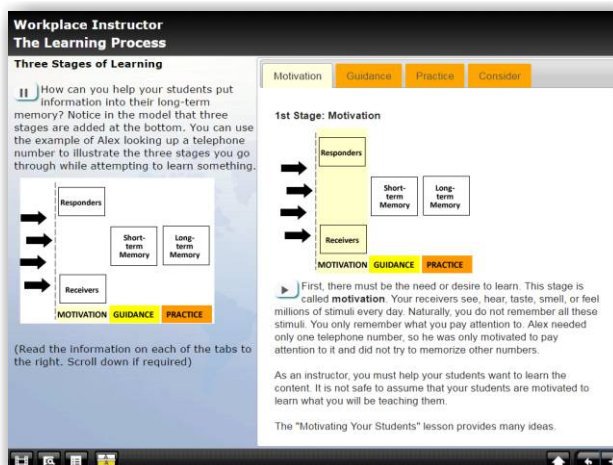 Workplace Instructor
The Learning Process
Three Stages of Learning
How can you help your students put
information into their long-term
memory? Notice in the model that three
stages are added at the bottom. You can use
the example of Alex looking up a telephone
number to illustrate the three stages you go
through while attempting to learn something.
Responders
Short-
term
Memory
Long-
term
Memory
Receivers
MOTIVATION GUIDANCE PRACTICE
(Read the information on each of the tabs to
the right. Scroll down if required)
Motivation Guidance Practice Consider
1st Stage: Motivation
Responders
Short-
term
Memory
Long-
term
Memory
Receivers
MOTIVATION GUIDANCE PRACTICE
First, there must be the need or desire to learn. This stage is
called motivation. Your receivers see, hear, taste, smell, or feel
millions of stimuli every day. Naturally, you do not remember all these
stimuli. You only remember what you pay attention to. Alex needed
only one telephone number, so he was only motivated to pay
attention to it and did not try to memorize other numbers.
As an instructor, you must help your students want to learn the
content. It is not safe to assume that your students are motivated to
learn what you will be teaching them.
The "Motivating Your Students" lesson provides many ideas.